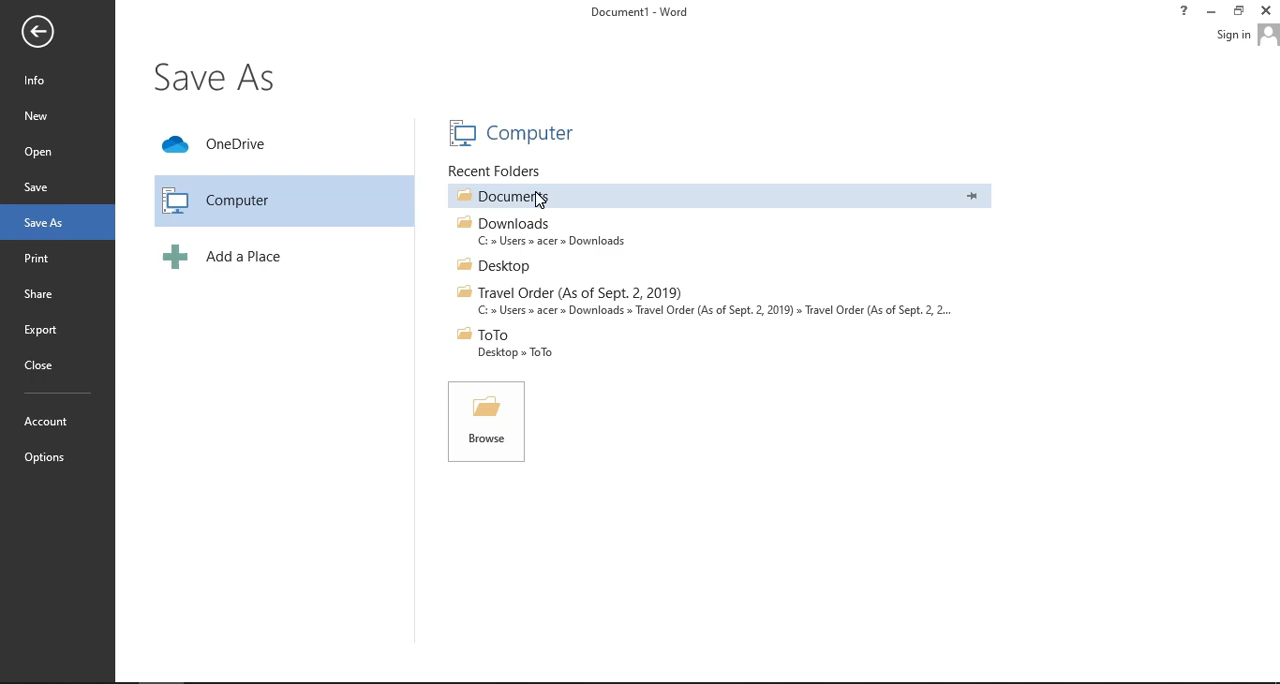 Document1 - Word
?
Sign in
Info
New
Open
Save
Save As
Print
Share
Export
Close
Account
Options
Save As
OneDrive
Computer
Add a Place
Computer
Recent Folders
Documents
Downloads
C: » Users » acer » Downloads
Desktop
Travel Order (As of Sept. 2, 2019)
C: » Users » acer » Downloads » Travel Order (As of Sept. 2, 2019) » Travel Order (As of Sept. 2, 2...
ToTo
Desktop » ToTo
Browse